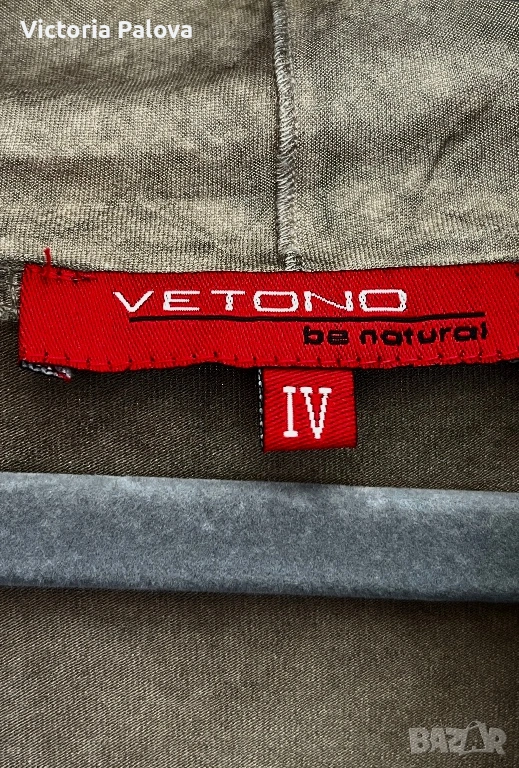 Victoria Palova
VETONO
be natural
IV
BAZAR